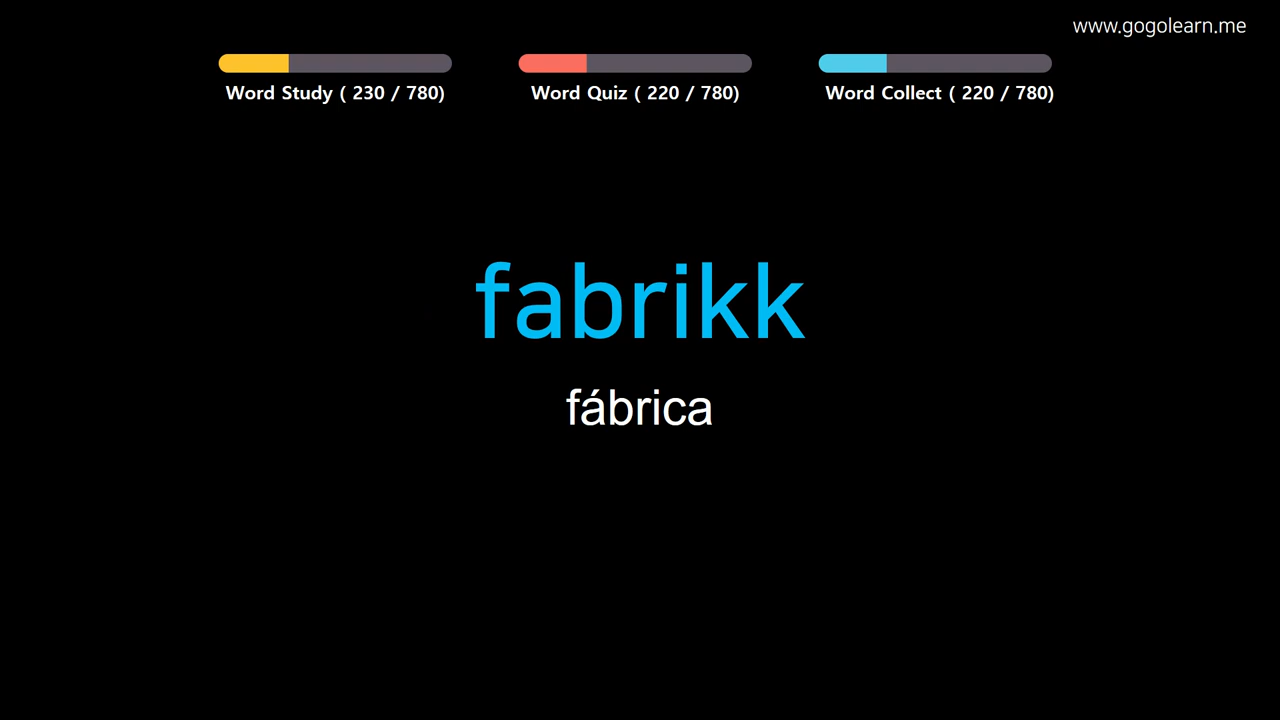 www.gogolearn.me
Word Study ( 230 / 780)
Word Quiz ( 220 / 780)
Word Collect ( 220 / 780)
fabrikk
fábrica